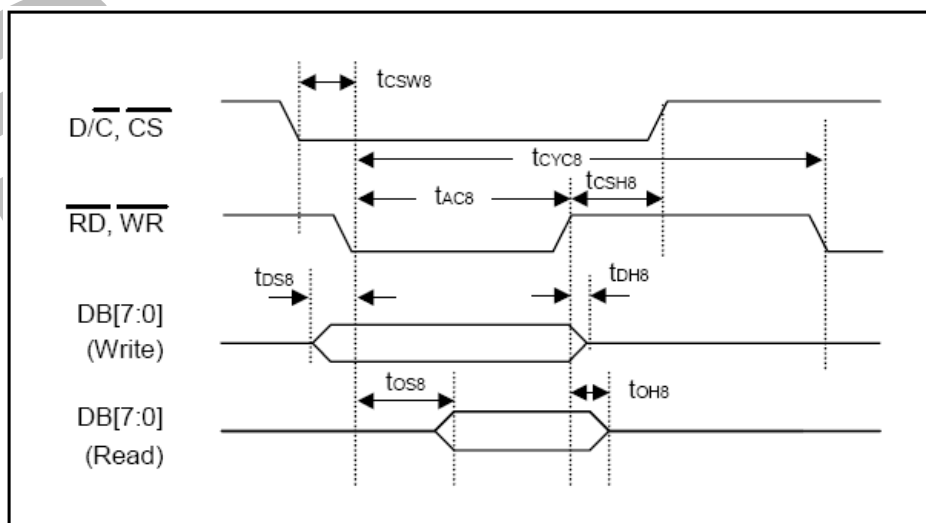 tCSW8
D/C, CS
tCYC8
tCSH8
tAC8
RD, WR
tDS8
tDH8
DB[7:0]
(Write)
tOS8
tOH8
DB[7:0]
(Read)